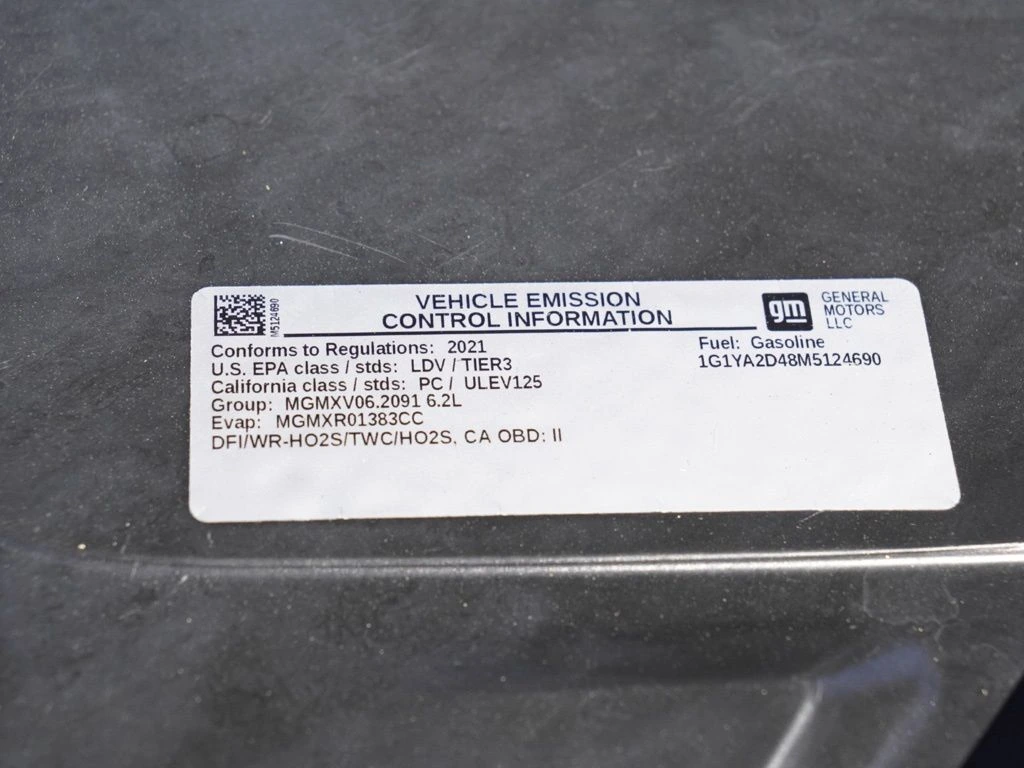 M5124690
VEHICLE EMISSION
CONTROL INFORMATION
gm
GENERAL
MOTORS
LLC
Conforms to Regulations: 2021
U.S. EPA class / stds: LDV / TIER3
California class / stds: PC / ULEV125
Group: MGMXV06.2091 6.2L
Evap: MGMXR01383CC
DFI/WR-HO2S/TWC/HO2S, CA OBD: II
Fuel: Gasoline
1G1YA2D48M5124690